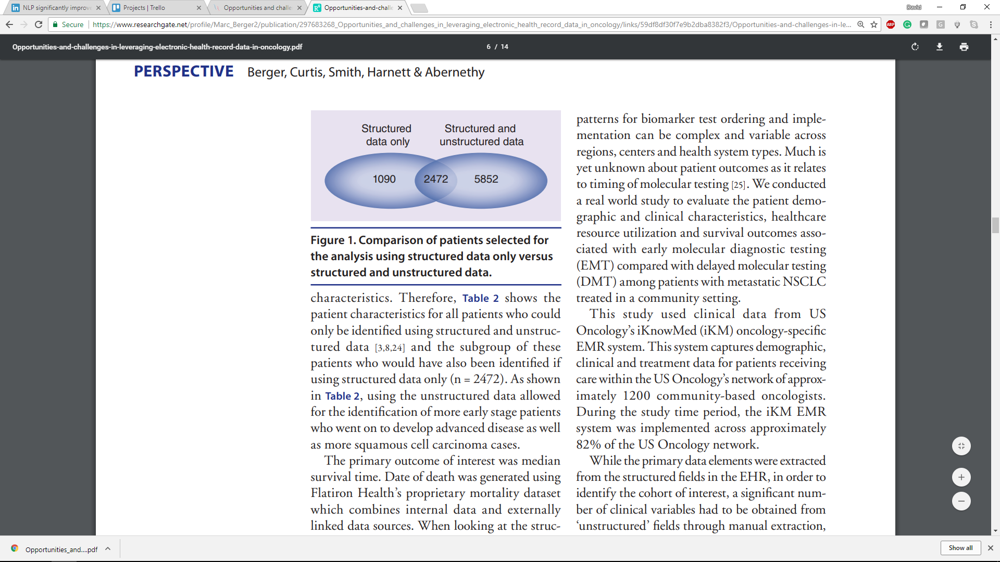 NLP significantly improv
Projects | Trello
Opportunities and challe
Opportunities-and-challe
David
Secure
https://www.researchgate.net/profile/Marc_Berger2/publication/297683268_Opportunities_and_challenges_in_leveraging_electronic_health_record_data_in_oncology/links/59df8df30f7e9b2dba8382f3/Opportunities-and-challenges-in-le...
ABP
Opportunities-and-challenges-in-leveraging-electronic-health-record-data-in-oncology.pdf
6 / 14
PERSPECTIVE Berger, Curtis, Smith, Harnett & Abernethy
Structured
data only
Structured and
unstructured data
1090
2472
5852
Figure 1. Comparison of patients selected for
the analysis using structured data only versus
structured and unstructured data.
characteristics. Therefore, Table 2 shows the
patient characteristics for all patients who could
only be identified using structured and unstruc-
tured data [3,8,24] and the subgroup of these
patients who would have also been identified if
using structured data only (n = 2472). As shown
in Table 2, using the unstructured data allowed
for the identification of more early stage patients
who went on to develop advanced disease as well
as more squamous cell carcinoma cases.
The primary outcome of interest was median
survival time. Date of death was generated using
Flatiron Health’s proprietary mortality dataset
which combines internal data and externally
linked data sources. When looking at the struc-
patterns for biomarker test ordering and imple-
mentation can be complex and variable across
regions, centers and health system types. Much is
yet unknown about patient outcomes as it relates
to timing of molecular testing [25]. We conducted
a real world study to evaluate the patient demo-
graphic and clinical characteristics, healthcare
resource utilization and survival outcomes asso-
ciated with early molecular diagnostic testing
(EMT) compared with delayed molecular testing
(DMT) among patients with metastatic NSCLC
treated in a community setting.
This study used clinical data from US
Oncology’s iKnowMed (iKM) oncology-specific
EMR system. This system captures demographic,
clinical and treatment data for patients receiving
care within the US Oncology’s network of approx-
imately 1200 community-based oncologists.
During the study time period, the iKM EMR
system was implemented across approximately
82% of the US Oncology network.
While the primary data elements were extracted
from the structured fields in the EHR, in order to
identify the cohort of interest, a significant num-
ber of clinical variables had to be obtained from
‘unstructured’ fields through manual extraction,
Opportunities_and....pdf
Show all